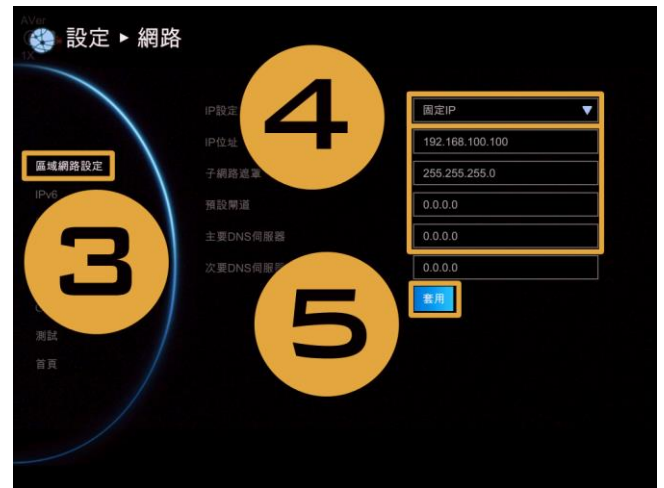 AVer
設定 ► 網路
1X
4
IP設定
固定IP
IP位址
192.168.100.100
區域網路設定
子網路遮罩
255.255.255.0
IPv6
預設閘道
0.0.0.0
3
主要DNS伺服器
0.0.0.0
次要DNS伺服
0.0.0.0
5
套用
測試
首頁